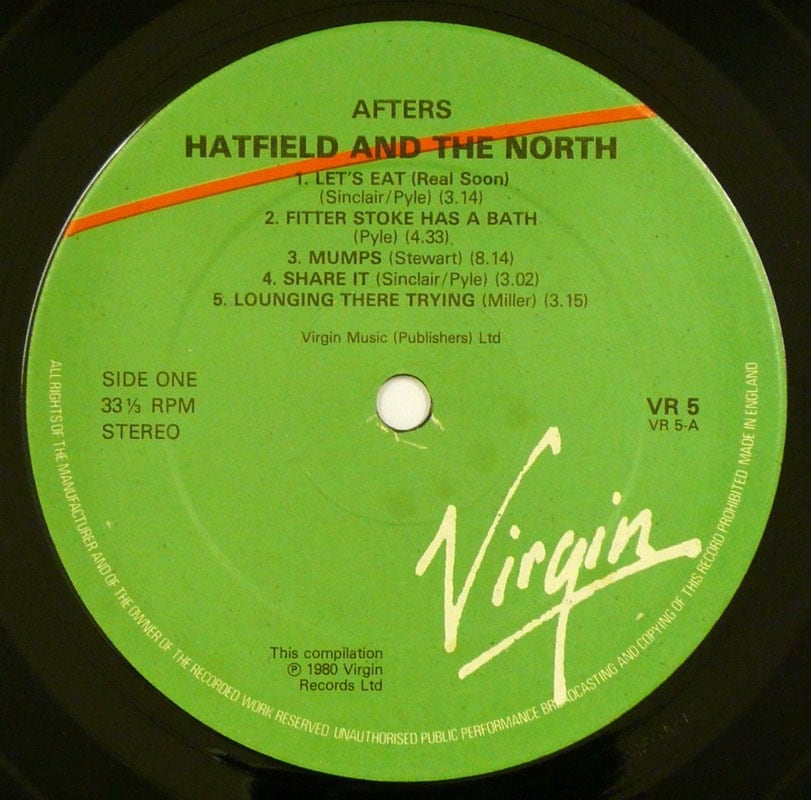 AFTERS
HATFIELD AND THE NORTH
1. LET'S EAT (Real Soon)
(Sinclair/Pyle) (3.14)
2. FITTER STOKE HAS A BATH
(Pyle) (4.33)
3. MUMPS (Stewart) (8.14)
4. SHARE IT (Sinclair/Pyle) (3.02)
5. LOUNGING THERE TRYING (Miller) (3.15)
Virgin Music (Publishers) Ltd
SIDE ONE
33⅓ RPM
STEREO
VR 5
VR 5-A
Virgin
This compilation
℗ 1980 Virgin
Records Ltd
ALL RIGHTS OF THE MANUFACTURER AND OF THE OWNER OF THE RECORDED WORK RESERVED UNAUTHORISED PUBLIC PERFORMANCE BROADCASTING AND COPYING OF THIS RECORD PROHIBITED MADE IN ENGLAND